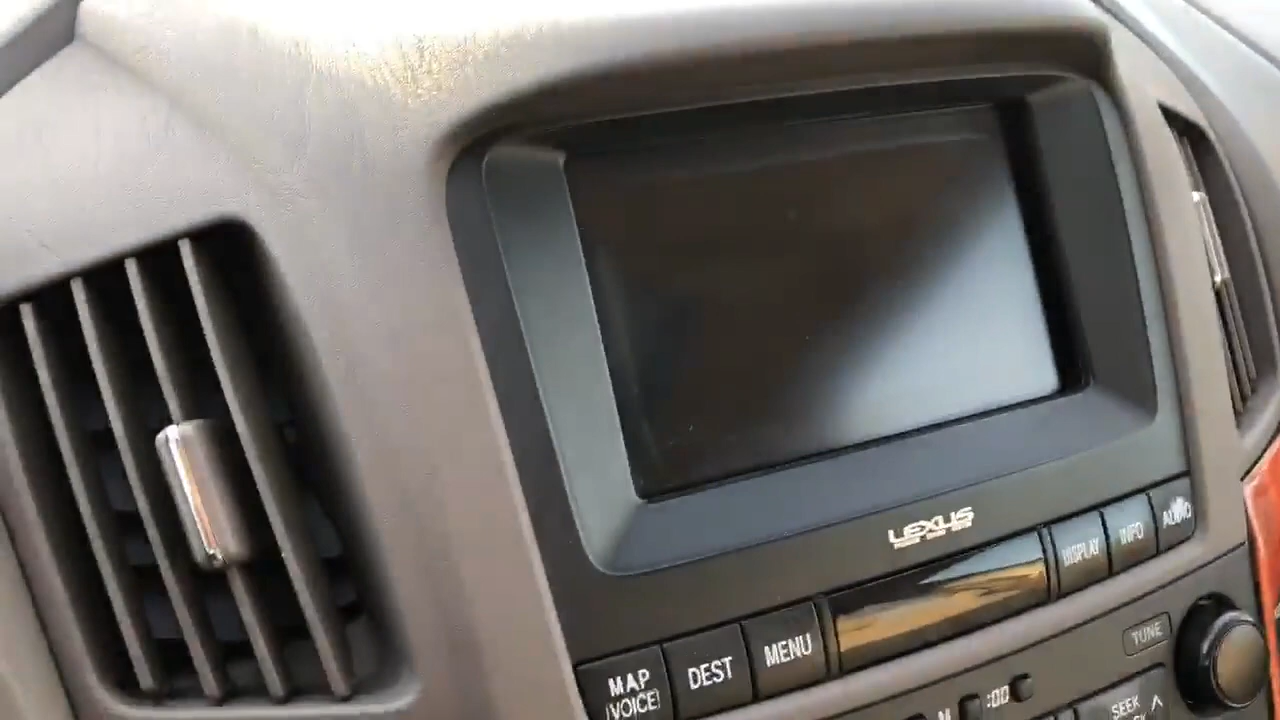 LEXUS
MAP
(VOICE)
DEST
MENU
DISPLAY
INFO
AUDIO
TUNE
:00
SEEK